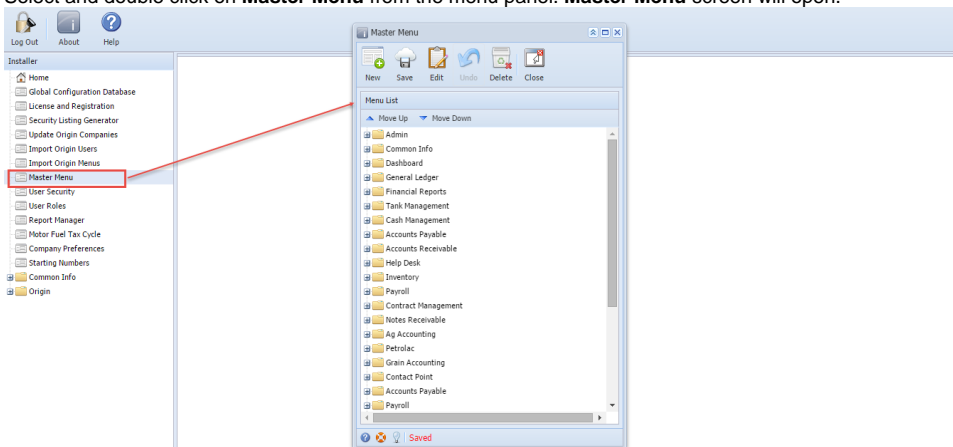 Select and double click on Master Menu from the menu panel. Master Menu screen will open.
Log Out About Help
Installer
Home
Global Configuration Database
License and Registration
Security Listing Generator
Update Origin Companies
Import Origin Users
Import Origin Menus
Master Menu
User Security
User Roles
Report Manager
Motor Fuel Tax Cycle
Company Preferences
Starting Numbers
Common Info
Origin
Master Menu
New Save Edit Undo Delete Close
Menu List
Move Up Move Down
Admin
Common Info
Dashboard
General Ledger
Financial Reports
Tank Management
Cash Management
Accounts Payable
Accounts Receivable
Help Desk
Inventory
Payroll
Contract Management
Notes Receivable
Ag Accounting
Petrolac
Grain Accounting
Contact Point
Accounts Payable
Payroll
Saved